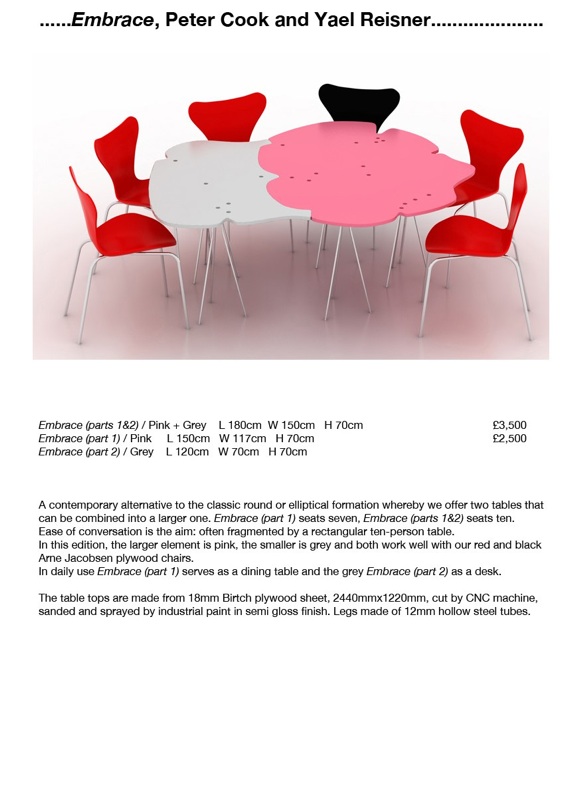 ......Embrace, Peter Cook and Yael Reisner.....................
Embrace (parts 1&2) / Pink + Grey L 180cm W 150cm H 70cm £3,500
Embrace (part 1) / Pink L 150cm W 117cm H 70cm £2,500
Embrace (part 2) / Grey L 120cm W 70cm H 70cm
A contemporary alternative to the classic round or elliptical formation whereby we offer two tables that
can be combined into a larger one. Embrace (part 1) seats seven, Embrace (parts 1&2) seats ten.
Ease of conversation is the aim: often fragmented by a rectangular ten-person table.
In this edition, the larger element is pink, the smaller is grey and both work well with our red and black
Arne Jacobsen plywood chairs.
In daily use Embrace (part 1) serves as a dining table and the grey Embrace (part 2) as a desk.
The table tops are made from 18mm Birtch plywood sheet, 2440mmx1220mm, cut by CNC machine,
sanded and sprayed by industrial paint in semi gloss finish. Legs made of 12mm hollow steel tubes.